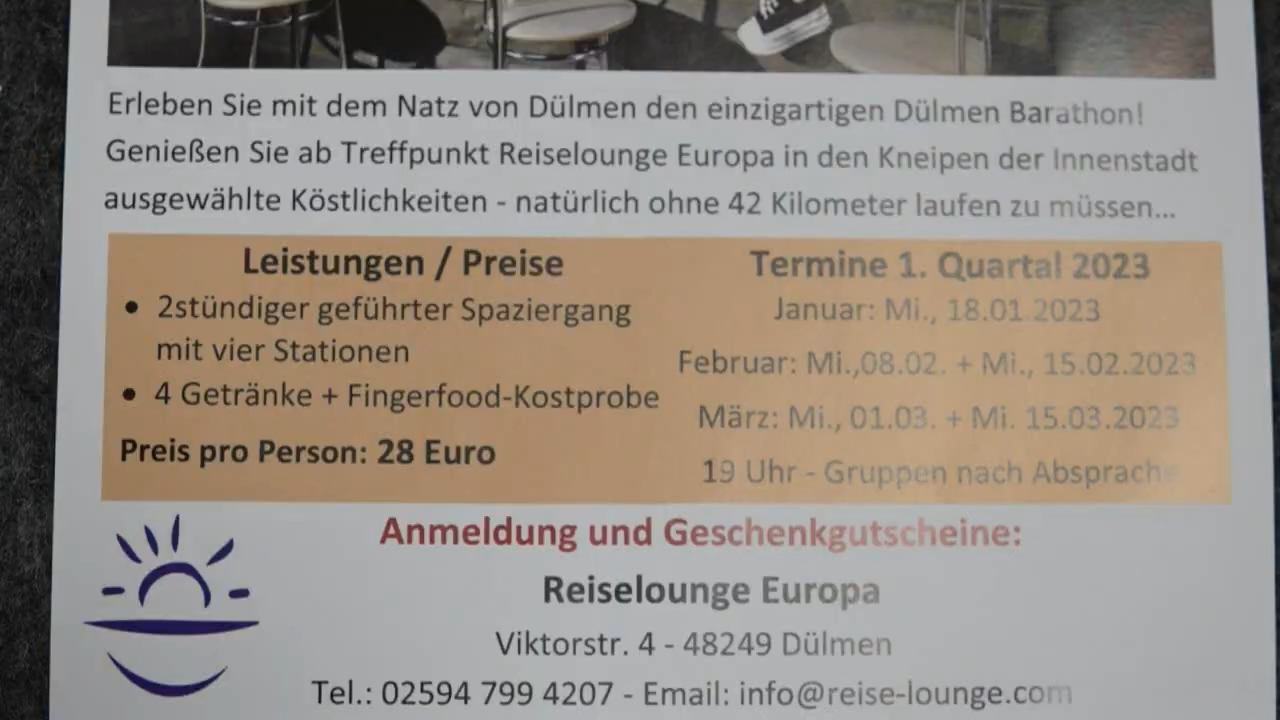 Erleben Sie mit dem Natz von Dülmen den einzigartigen Dülmen Barathon!
Genießen Sie ab Treffpunkt Reiselounge Europa in den Kneipen der Innenstadt
ausgewählte Köstlichkeiten - natürlich ohne 42 Kilometer laufen zu müssen...
Leistungen / Preise
• 2stündiger geführter Spaziergang
mit vier Stationen
• 4 Getränke + Fingerfood-Kostprobe
Preis pro Person: 28 Euro
Termine 1. Quartal 2023
Januar: Mi., 18.01.2023
Februar: Mi.,08.02. + Mi., 15.02.2023
März: Mi., 01.03. + Mi. 15.03.2023
19 Uhr - Gruppen nach Absprache
Anmeldung und Geschenkgutscheine:
Reiselounge Europa
Viktorstr. 4 - 48249 Dülmen
Tel.: 02594 799 4207 - Email: info@reise-lounge.com